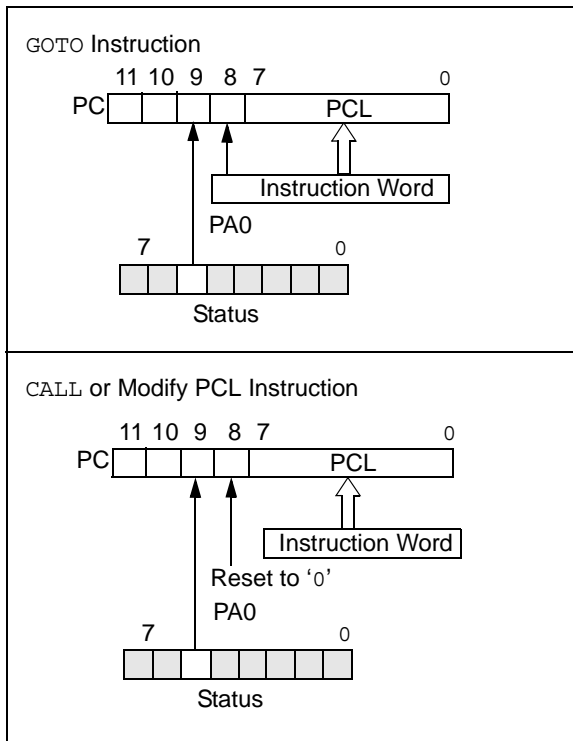 GOTO Instruction
11 10 9 8 7 0
PC PCL
Instruction Word
PA0
7 0
Status
CALL or Modify PCL Instruction
11 10 9 8 7 0
PC PCL
Instruction Word
Reset to ‘0’
PA0
7 0
Status